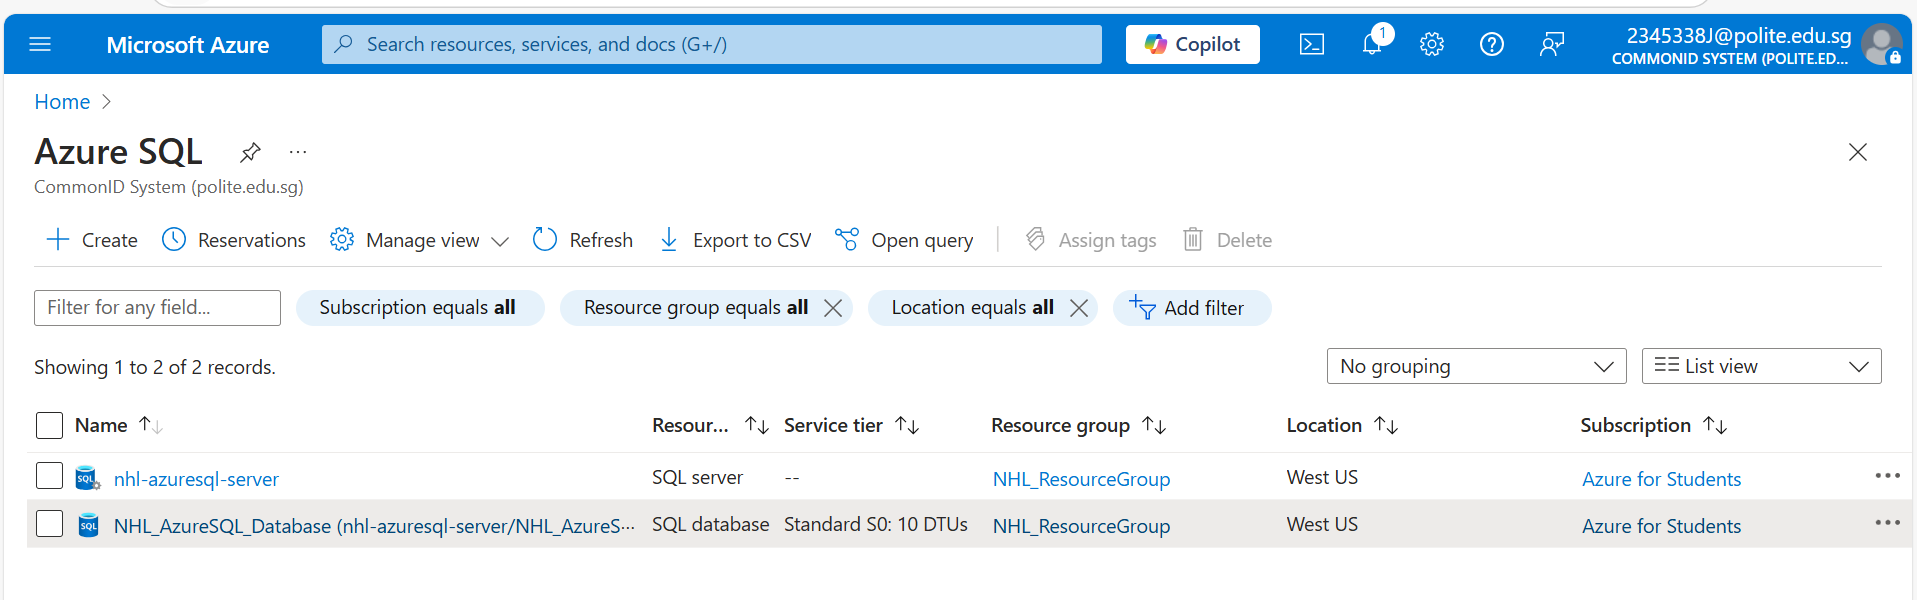 Microsoft Azure
Search resources, services, and docs (G+/)
Copilot
1
2345338J@polite.edu.sg
COMMONID SYSTEM (POLITE.ED...
Home
Azure SQL
CommonID System (polite.edu.sg)
Create Reservations Manage view Refresh Export to CSV Open query Assign tags Delete
Filter for any field... Subscription equals all Resource group equals all Location equals all Add filter
Showing 1 to 2 of 2 records. No grouping List view
Name Resour... Service tier Resource group Location Subscription
SQL nhl-azuresql-server SQL server -- NHL_ResourceGroup West US Azure for Students
SQL NHL_AzureSQL_Database (nhl-azuresql-server/NHL_AzureS... SQL database Standard S0: 10 DTUs NHL_ResourceGroup West US Azure for Students